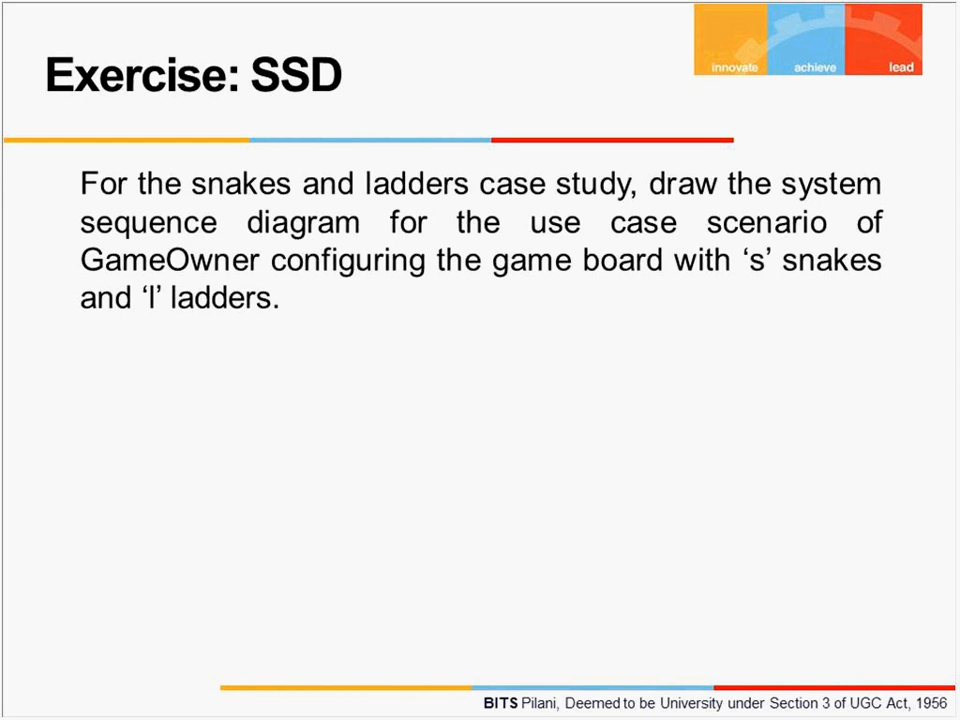 innovate achieve lead
Exercise: SSD
For the snakes and ladders case study, draw the system
sequence diagram for the use case scenario of
GameOwner configuring the game board with ‘s’ snakes
and ‘l’ ladders.
BITS Pilani, Deemed to be University under Section 3 of UGC Act, 1956